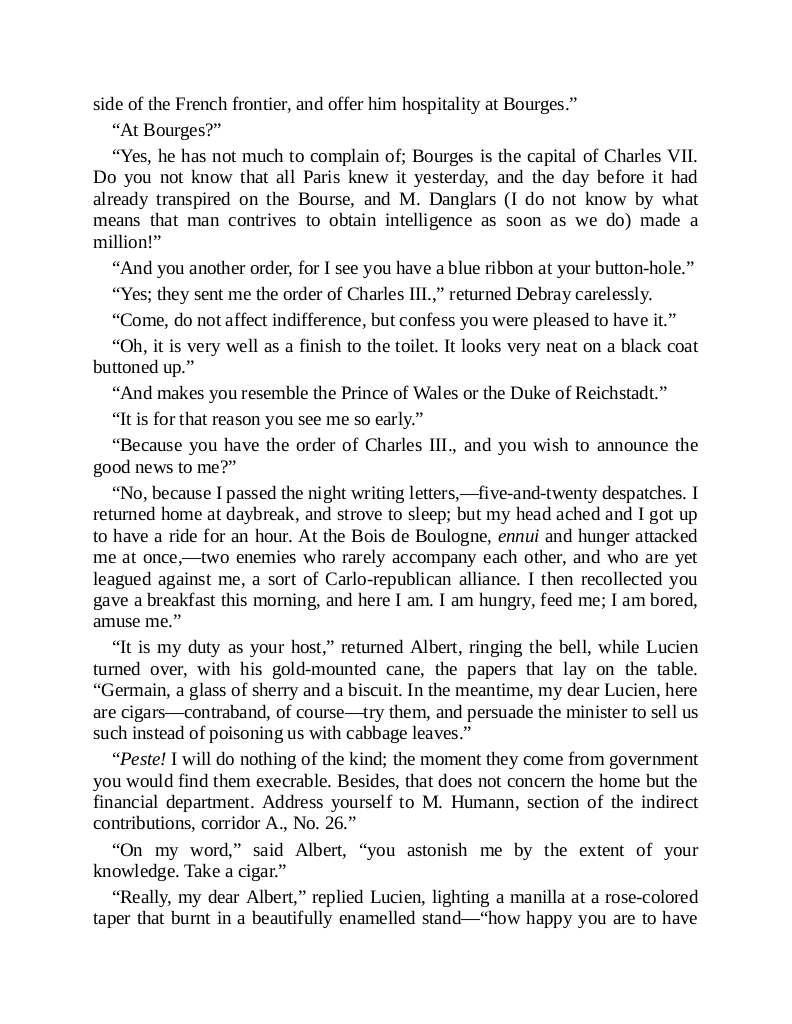 side of the French frontier, and offer him hospitality at Bourges.”
“At Bourges?”
“Yes, he has not much to complain of; Bourges is the capital of Charles VII.
Do you not know that all Paris knew it yesterday, and the day before it had
already transpired on the Bourse, and M. Danglars (I do not know by what
means that man contrives to obtain intelligence as soon as we do) made a
million!”
“And you another order, for I see you have a blue ribbon at your button-hole.”
“Yes; they sent me the order of Charles III.,” returned Debray carelessly.
“Come, do not affect indifference, but confess you were pleased to have it.”
“Oh, it is very well as a finish to the toilet. It looks very neat on a black coat
buttoned up.”
“And makes you resemble the Prince of Wales or the Duke of Reichstadt.”
“It is for that reason you see me so early.”
“Because you have the order of Charles III., and you wish to announce the
good news to me?”
“No, because I passed the night writing letters,—five-and-twenty despatches. I
returned home at daybreak, and strove to sleep; but my head ached and I got up
to have a ride for an hour. At the Bois de Boulogne, ennui and hunger attacked
me at once,—two enemies who rarely accompany each other, and who are yet
leagued against me, a sort of Carlo-republican alliance. I then recollected you
gave a breakfast this morning, and here I am. I am hungry, feed me; I am bored,
amuse me.”
“It is my duty as your host,” returned Albert, ringing the bell, while Lucien
turned over, with his gold-mounted cane, the papers that lay on the table.
“Germain, a glass of sherry and a biscuit. In the meantime, my dear Lucien, here
are cigars—contraband, of course—try them, and persuade the minister to sell us
such instead of poisoning us with cabbage leaves.”
“Peste! I will do nothing of the kind; the moment they come from government
you would find them execrable. Besides, that does not concern the home but the
financial department. Address yourself to M. Humann, section of the indirect
contributions, corridor A., No. 26.”
“On my word,” said Albert, “you astonish me by the extent of your
knowledge. Take a cigar.”
“Really, my dear Albert,” replied Lucien, lighting a manilla at a rose-colored
taper that burnt in a beautifully enamelled stand—“how happy you are to have